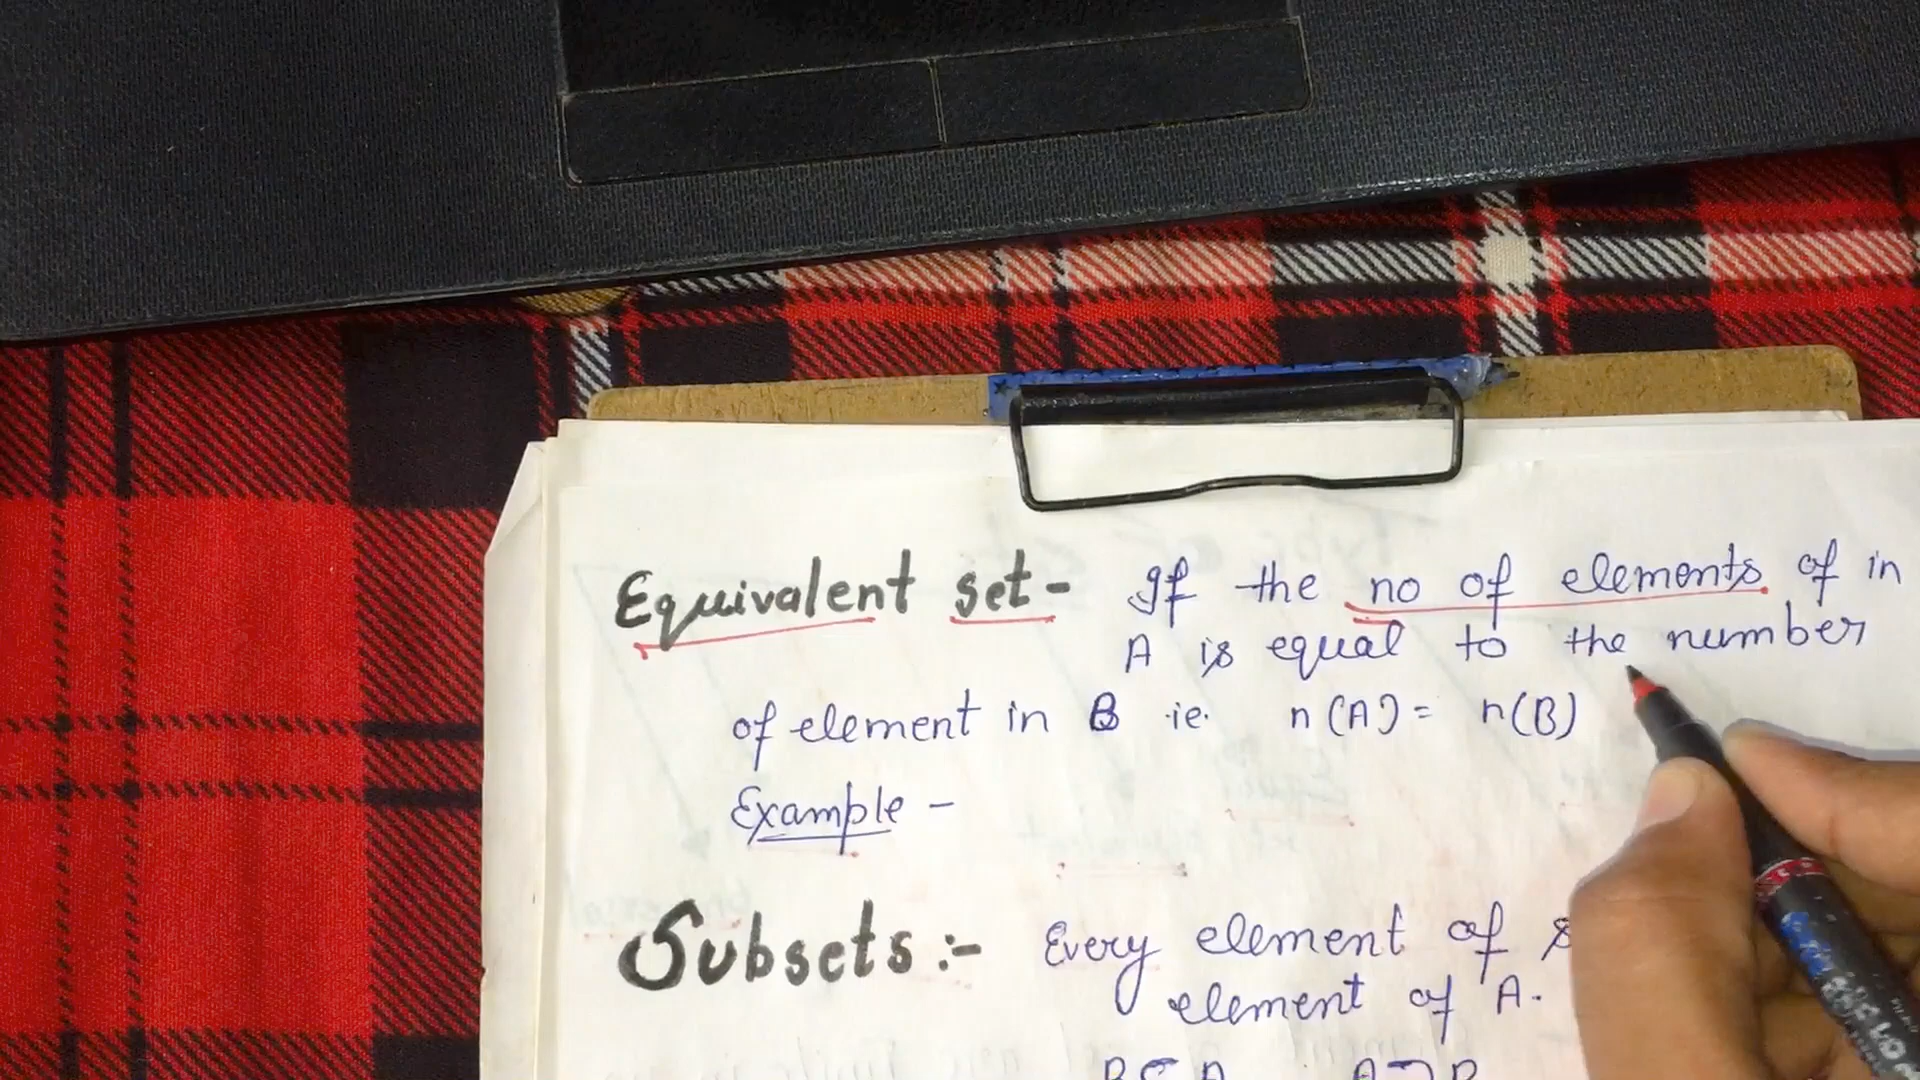 Equivalent set- If the no of elements of in
A is equal to the number
of element in B ie. n(A) = n(B)
Example -
Subsets :- Every element of
element of A.